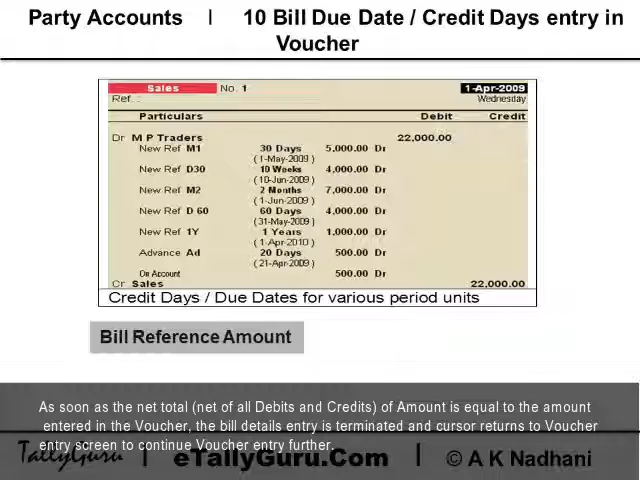 Party Accounts | 10 Bill Due Date / Credit Days entry in
Voucher
Sales No. 1 1-Apr-2009
Ref. : Wednesday
Particulars Debit Credit
Dr M P Traders 22,000.00
New Ref M1 30 Days 5,000.00 Dr
( 1-May-2009 )
New Ref D30 10 Weeks 4,000.00 Dr
( 10-Jun-2009 )
New Ref M2 2 Months 7,000.00 Dr
( 1-Jun-2009 )
New Ref D 60 60 Days 4,000.00 Dr
( 31-May-2009 )
New Ref 1Y 1 Years 1,000.00 Dr
( 1-Apr-2010 )
Advance Ad 20 Days 500.00 Dr
( 21-Apr-2009 )
On Account 500.00 Dr
Cr Sales 22,000.00
Credit Days / Due Dates for various period units
Bill Reference Amount
As soon as the net total (net of all Debits and Credits) of Amount is equal to the amount
entered in the Voucher, the bill details entry is terminated and cursor returns to Voucher
entry screen to continue Voucher entry further.
TallyGuru | eTallyGuru.Com | © A K Nadhani